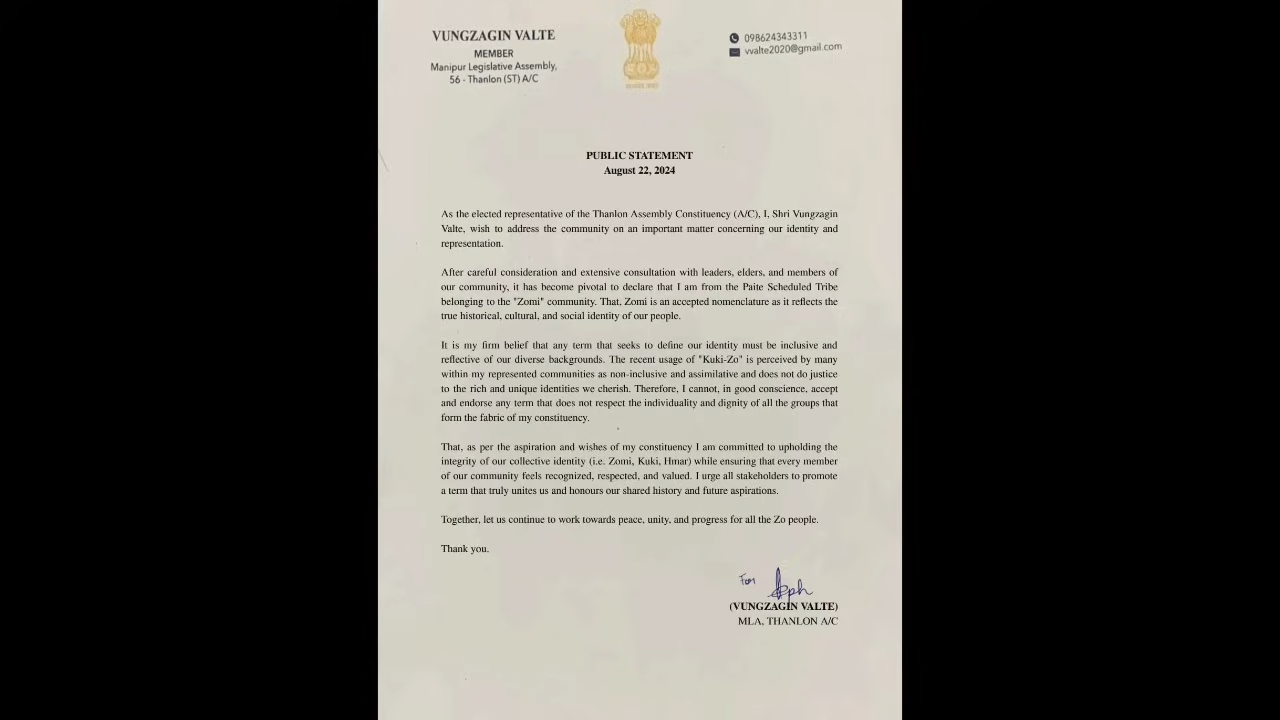 VUNGZAGIN VALTE
MEMBER
Manipur Legislative Assembly,
56 - Thanlon (ST) A/C
098624343311
vvalte2020@gmail.com
PUBLIC STATEMENT
August 22, 2024
As the elected representative of the Thanlon Assembly Constituency (A/C), I, Shri Vungzagin
Valte, wish to address the community on an important matter concerning our identity and
representation.
After careful consideration and extensive consultation with leaders, elders, and members of
our community, it has become pivotal to declare that I am from the Paite Scheduled Tribe
belonging to the "Zomi" community. That, Zomi is an accepted nomenclature as it reflects the
true historical, cultural, and social identity of our people.
It is my firm belief that any term that seeks to define our identity must be inclusive and
reflective of our diverse backgrounds. The recent usage of "Kuki-Zo" is perceived by many
within my represented communities as non-inclusive and assimilative and does not do justice
to the rich and unique identities we cherish. Therefore, I cannot, in good conscience, accept
and endorse any term that does not respect the individuality and dignity of all the groups that
form the fabric of my constituency.
That, as per the aspiration and wishes of my constituency I am committed to upholding the
integrity of our collective identity (i.e. Zomi, Kuki, Hmar) while ensuring that every member
of our community feels recognized, respected, and valued. I urge all stakeholders to promote
a term that truly unites us and honours our shared history and future aspirations.
Together, let us continue to work towards peace, unity, and progress for all the Zo people.
Thank you.
(VUNGZAGIN VALTE)
MLA, THANLON A/C